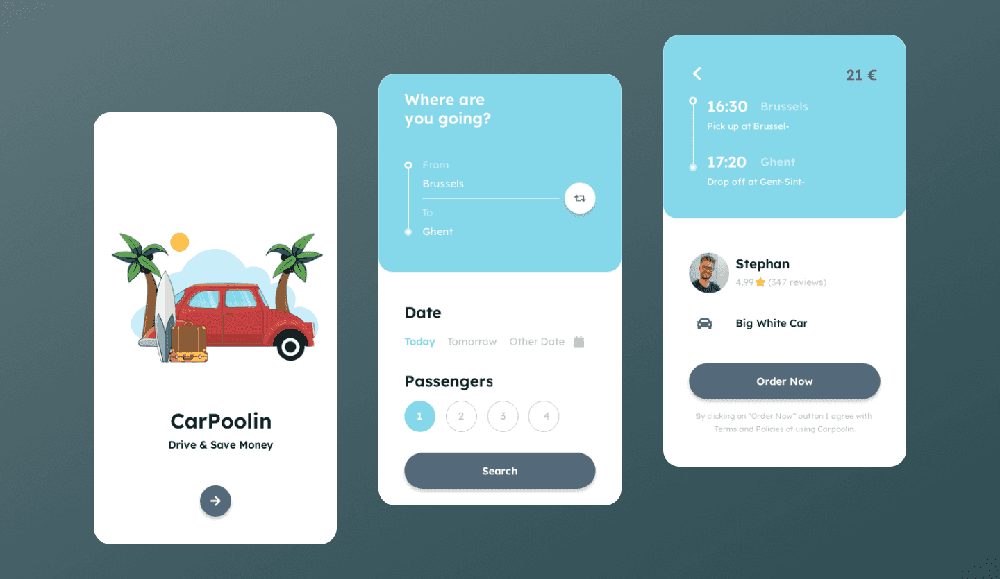 CarPoolin
Drive & Save Money
Where are
you going?
From
Brussels
To
Ghent
Date
Today Tomorrow Other Date
Passengers
1 2 3 4
Search
21 €
16:30 Brussels
Pick up at Brussel-
17:20 Ghent
Drop off at Gent-Sint-
Stephan
4.99 (347 reviews)
Big White Car
Order Now
By clicking an "Order Now" button I agree with
Terms and Policies of using Carpoolin.